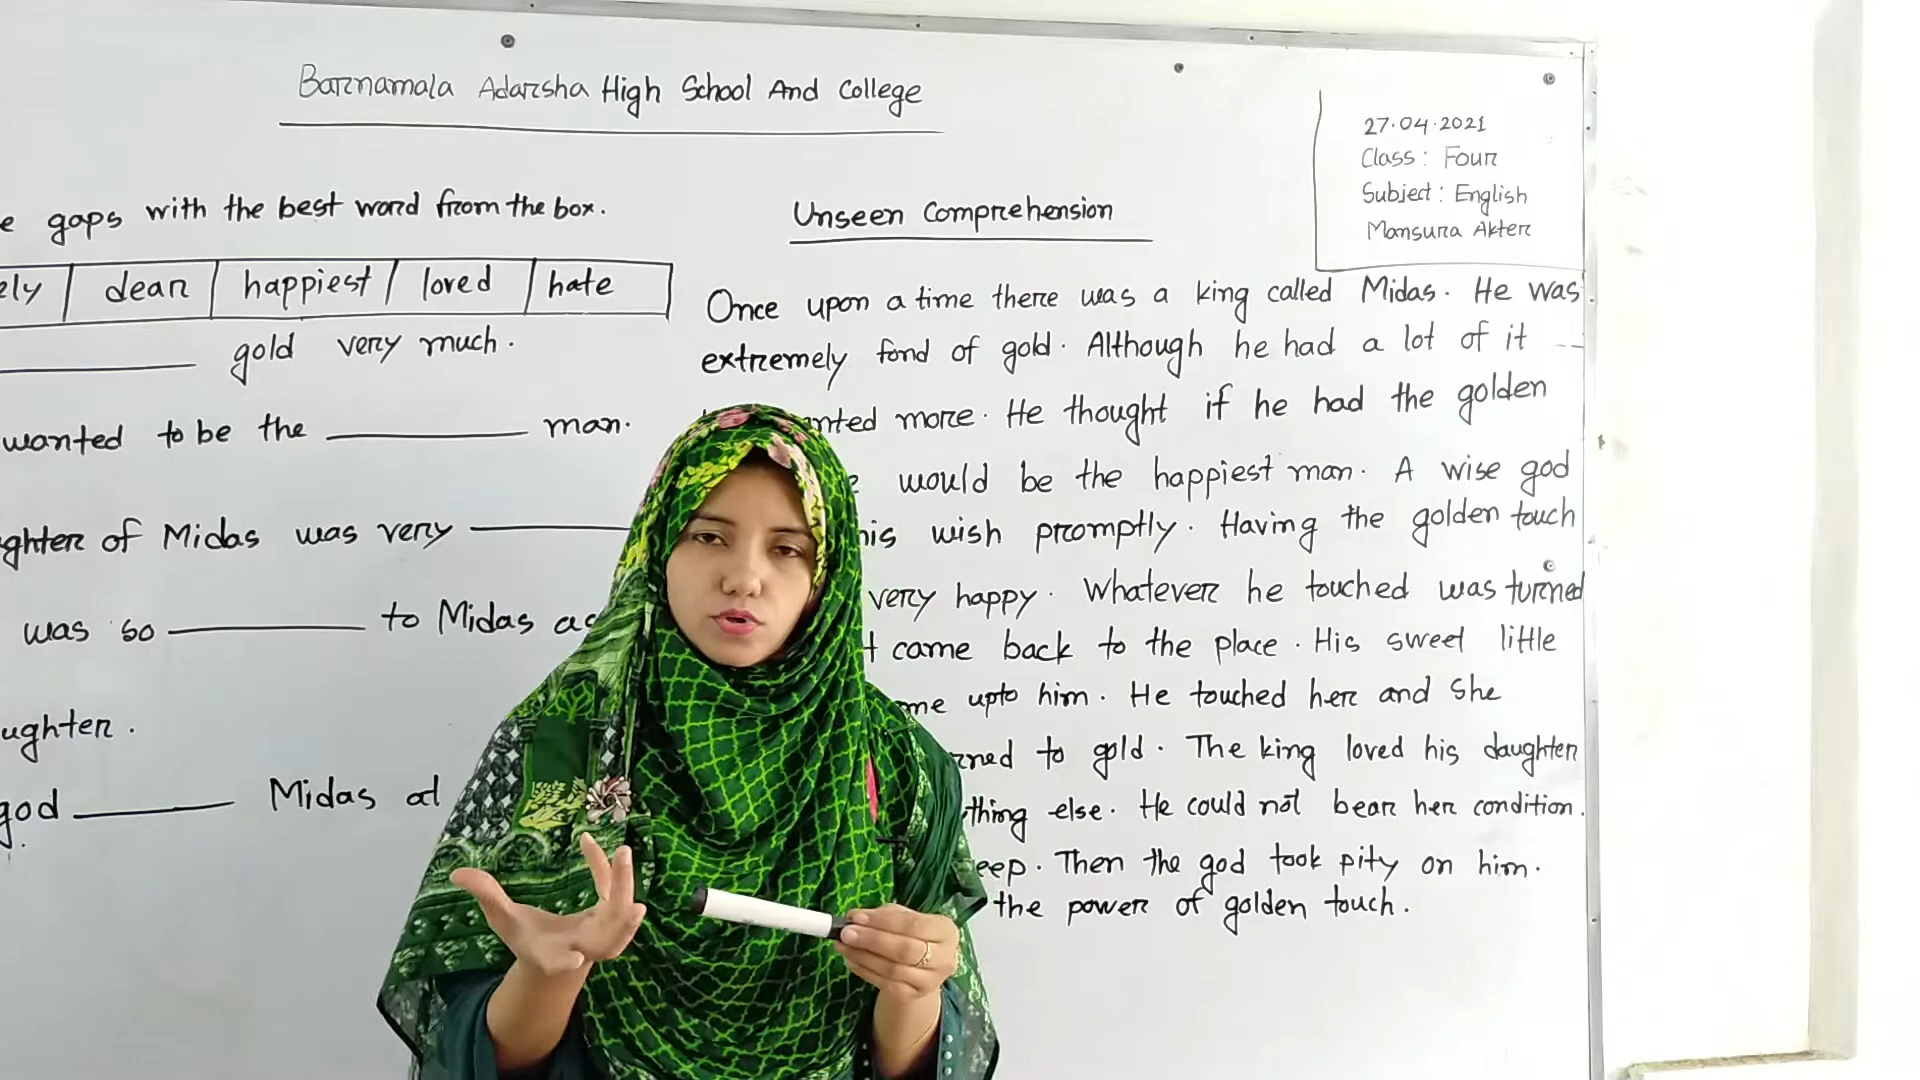 Barnamala Adarsha High School And College
27.04.2021
Class: Four
Subject: English
Mansura Akter
gaps with the best word from the box.
dear happiest loved hate
gold very much.
wanted to be the ________ man.
of Midas was very ________
was so ________ to Midas
god ________ Midas at
Unseen Comprehension
Once upon a time there was a king called Midas. He was
extremely fond of gold. Although he had a lot of it
more. He thought if he had the golden
would be the happiest man. A wise god
his wish promptly. Having the golden touch
very happy. Whatever he touched was turned
came back to the place. His sweet little
upto him. He touched her and she
to gold. The king loved his daughter
else. He could not bear her condition.
Then the god took pity on him.
the power of golden touch.